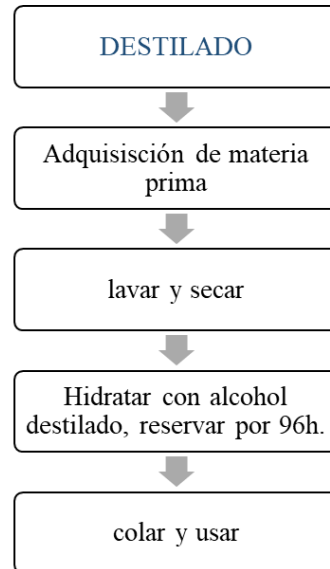 DESTILADO
Adquisisción de materia
prima
lavar y secar
Hidratar con alcohol
destilado, reservar por 96h.
colar y usar